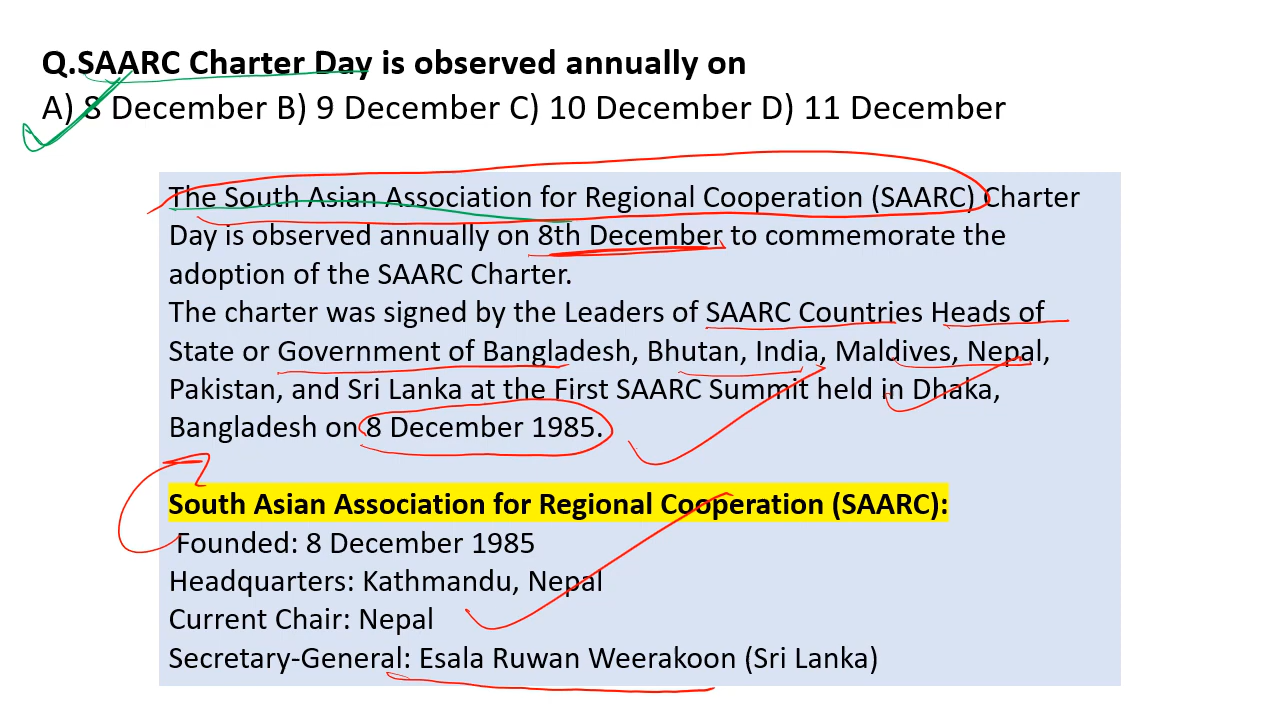 Q.SAARC Charter Day is observed annually on
A) 8 December B) 9 December C) 10 December D) 11 December
The South Asian Association for Regional Cooperation (SAARC) Charter
Day is observed annually on 8th December to commemorate the
adoption of the SAARC Charter.
The charter was signed by the Leaders of SAARC Countries Heads of
State or Government of Bangladesh, Bhutan, India, Maldives, Nepal,
Pakistan, and Sri Lanka at the First SAARC Summit held in Dhaka,
Bangladesh on 8 December 1985.
South Asian Association for Regional Cooperation (SAARC):
Founded: 8 December 1985
Headquarters: Kathmandu, Nepal
Current Chair: Nepal
Secretary-General: Esala Ruwan Weerakoon (Sri Lanka)